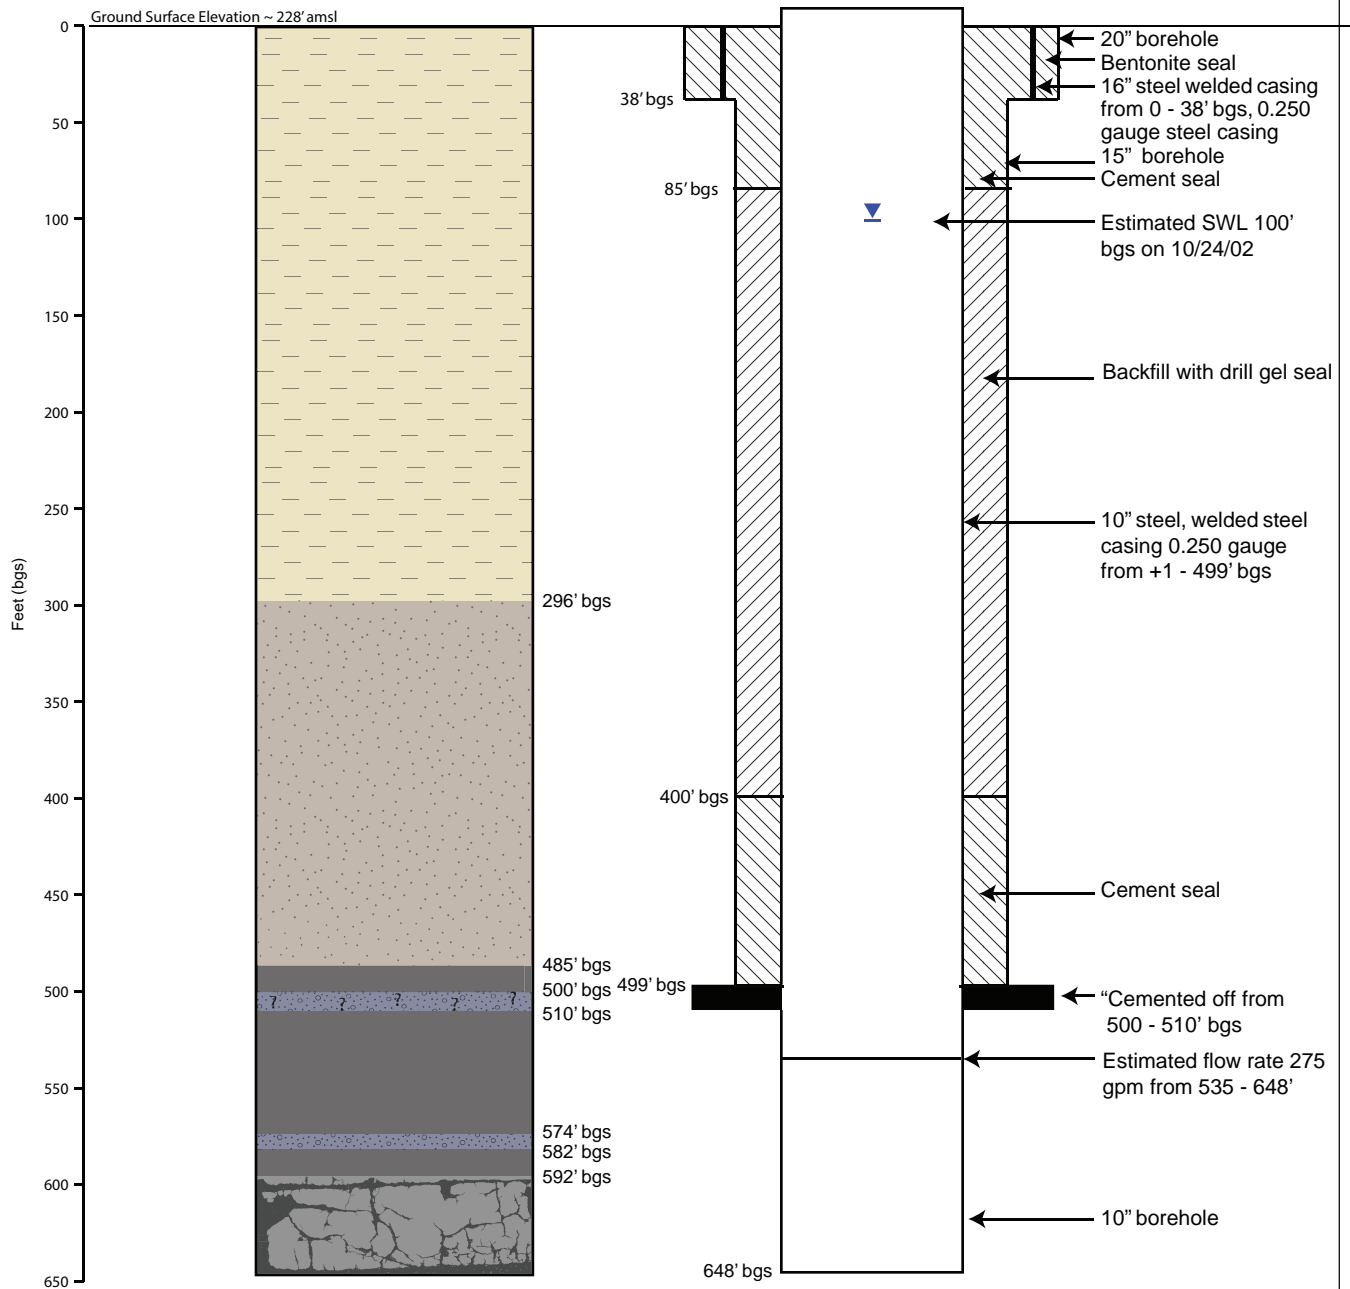 Ground Surface Elevation ~ 228’ amsl
Feet (bgs)
0
50
100
150
200
250
300
350
400
450
500
550
600
650
296’ bgs
485’ bgs
500’ bgs
510’ bgs
574’ bgs
582’ bgs
592’ bgs
? ? ? ? ?
38’ bgs
85’ bgs
400’ bgs
499’ bgs
648’ bgs
20” borehole
Bentonite seal
16” steel welded casing
from 0 - 38’ bgs, 0.250
gauge steel casing
15” borehole
Cement seal
Estimated SWL 100’
bgs on 10/24/02
Backfill with drill gel seal
10” steel, welded steel
casing 0.250 gauge
from +1 - 499’ bgs
Cement seal
“Cemented off from
500 - 510’ bgs
Estimated flow rate 275
gpm from 535 - 648’
10” borehole